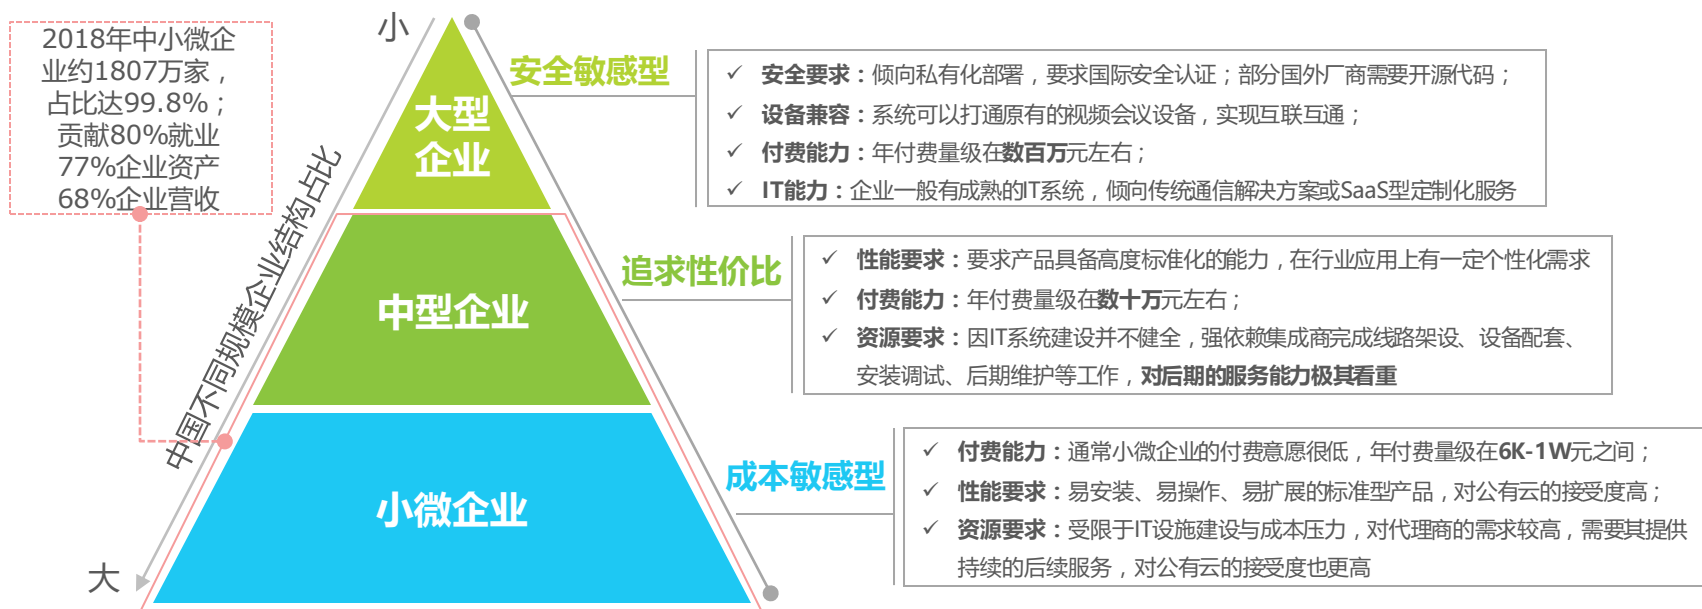 2018年中小微企
业约1807万家，
占比达99.8%；
贡献80%就业
77%企业资产
68%企业营收
小
中国不同规模企业结构占比
大
大型
企业
中型企业
小微企业
安全敏感型
✓ 安全要求：倾向私有化部署，要求国际安全认证；部分国外厂商需要开源代码；
✓ 设备兼容：系统可以打通原有的视频会议设备，实现互联互通；
✓ 付费能力：年付费量级在数百万元左右；
✓ IT能力：企业一般有成熟的IT系统，倾向传统通信解决方案或SaaS型定制化服务
追求性价比
✓ 性能要求：要求产品具备高度标准化的能力，在行业应用上有一定个性化需求
✓ 付费能力：年付费量级在数十万元左右；
✓ 资源要求：因IT系统建设并不健全，强依赖集成商完成线路架设、设备配套、
安装调试、后期维护等工作，对后期的服务能力极其看重
成本敏感型
✓ 付费能力：通常小微企业的付费意愿很低，年付费量级在6K-1W元之间；
✓ 性能要求：易安装、易操作、易扩展的标准型产品，对公有云的接受度高；
✓ 资源要求：受限于IT设施建设与成本压力，对代理商的需求较高，需要其提供
持续的后续服务，对公有云的接受度也更高